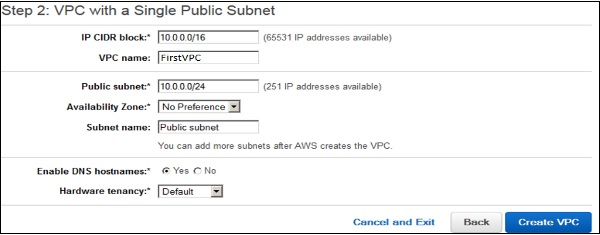 Step 2: VPC with a Single Public Subnet
IP CIDR block:* 10.0.0.0/16 (65531 IP addresses available)
VPC name: FirstVPC
Public subnet:* 10.0.0.0/24 (251 IP addresses available)
Availability Zone:* No Preference
Subnet name: Public subnet
You can add more subnets after AWS creates the VPC.
Enable DNS hostnames:* Yes No
Hardware tenancy:* Default
Cancel and Exit Back Create VPC